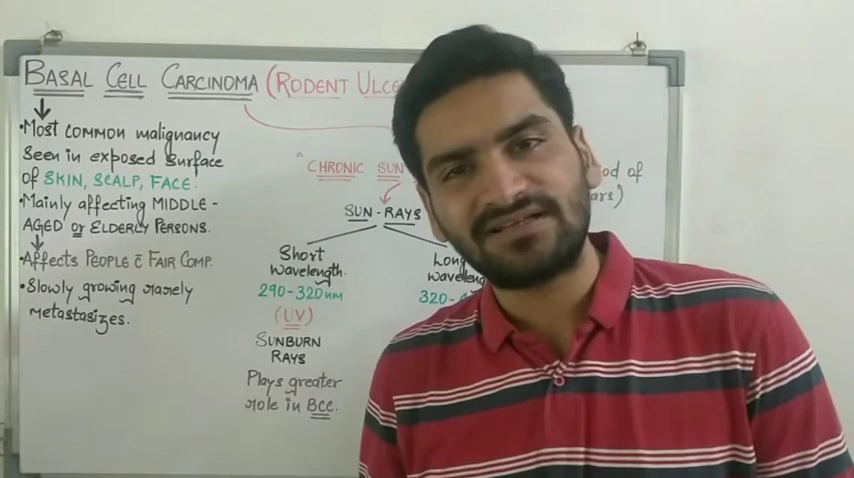 BASAL CELL CARCINOMA (RODENT ULCE
• Most common malignancy
seen in exposed surface
of SKIN, SCALP, FACE.
• Mainly affecting MIDDLE -
AGED or ELDERLY PERSONS.
• Affects PEOPLE c̄ FAIR COMP.
• Slowly growing rarely
metastasizes.
"CHRONIC SUN
od of
ars)
SUN - RAYS
Short
wavelength.
290-320nm
(UV)
SUNBURN
RAYS
Plays greater
role in BCC.
Long
waveleng
320-4